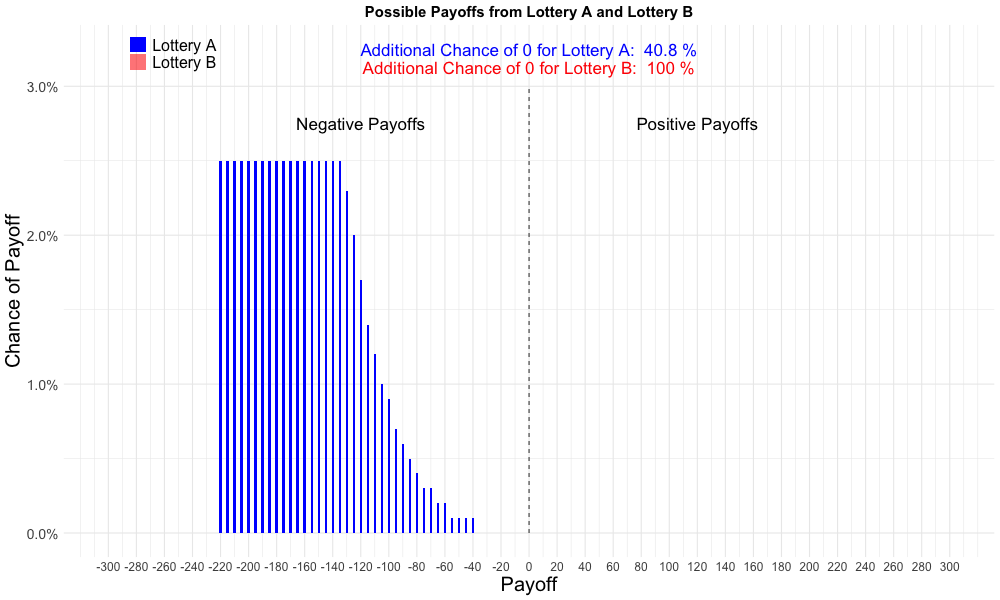 Possible Payoffs from Lottery A and Lottery B
Lottery A
Lottery B
Additional Chance of 0 for Lottery A: 40.8 %
Additional Chance of 0 for Lottery B: 100 %
Negative Payoffs
Positive Payoffs
Chance of Payoff
3.0%
2.0%
1.0%
0.0%
-300 -280 -260 -240 -220 -200 -180 -160 -140 -120 -100 -80 -60 -40 -20 0 20 40 60 80 100 120 140 160 180 200 220 240 260 280 300
Payoff